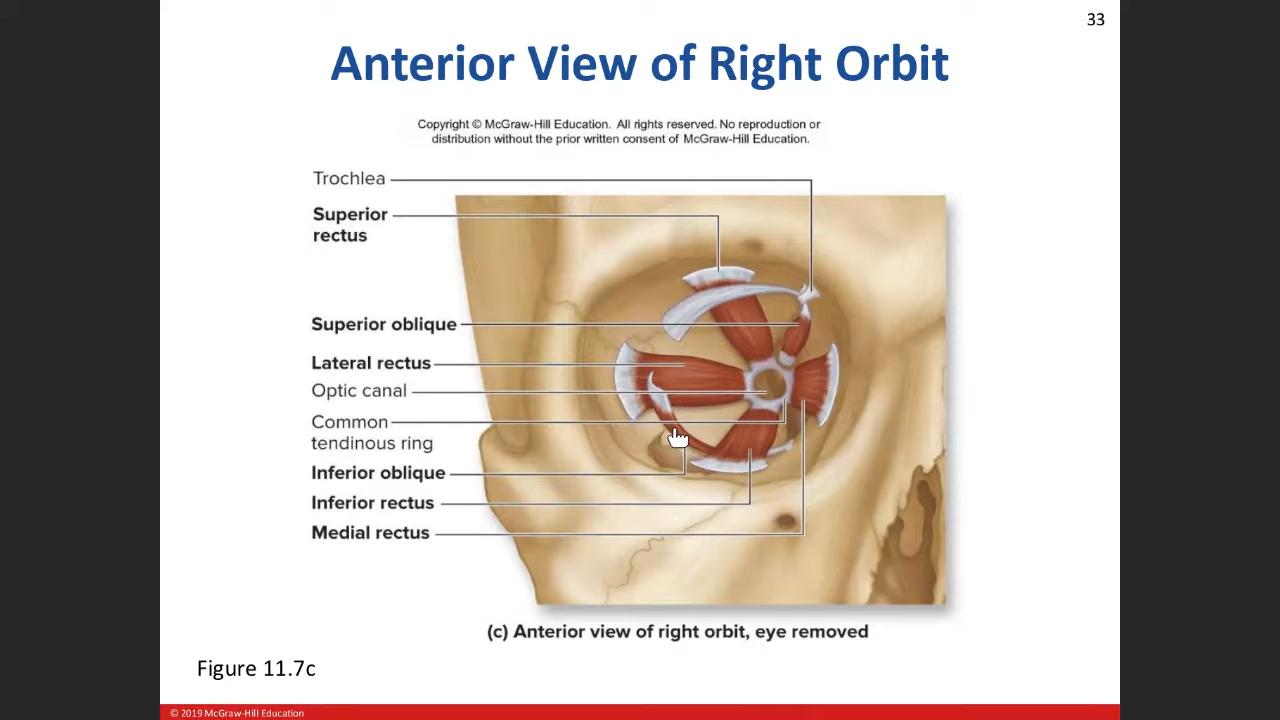 33
Anterior View of Right Orbit
Copyright © McGraw-Hill Education. All rights reserved. No reproduction or
distribution without the prior written consent of McGraw-Hill Education.
Trochlea
Superior
rectus
Superior oblique
Lateral rectus
Optic canal
Common
tendinous ring
Inferior oblique
Inferior rectus
Medial rectus
(c) Anterior view of right orbit, eye removed
Figure 11.7c
© 2019 McGraw-Hill Education